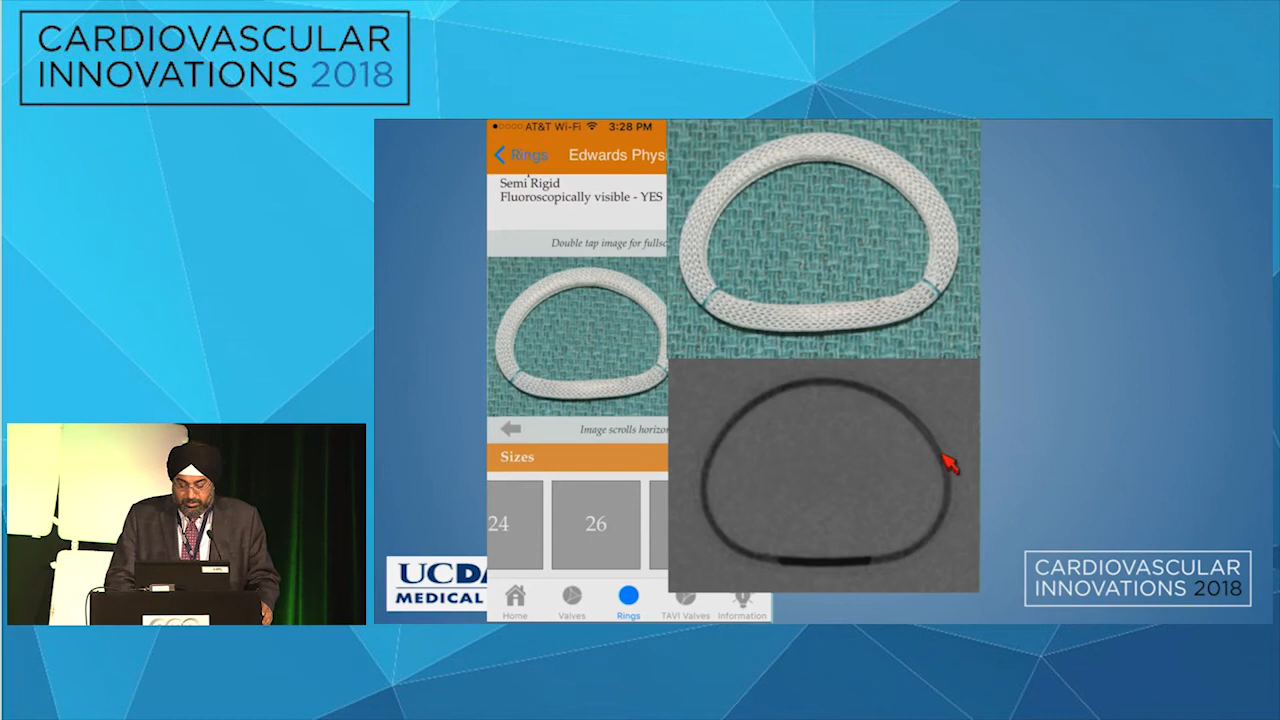 CARDIOVASCULAR
INNOVATIONS 2018
AT&T Wi-Fi 3:28 PM
Rings Edwards Phys
Semi Rigid
Fluoroscopically visible - YES
Double tap image for fullsc
Image scrolls horizon
Sizes
24 26
UCDA
MEDICAL
Home Valves Rings TAVI Valves Information
CARDIOVASCULAR
INNOVATIONS 2018